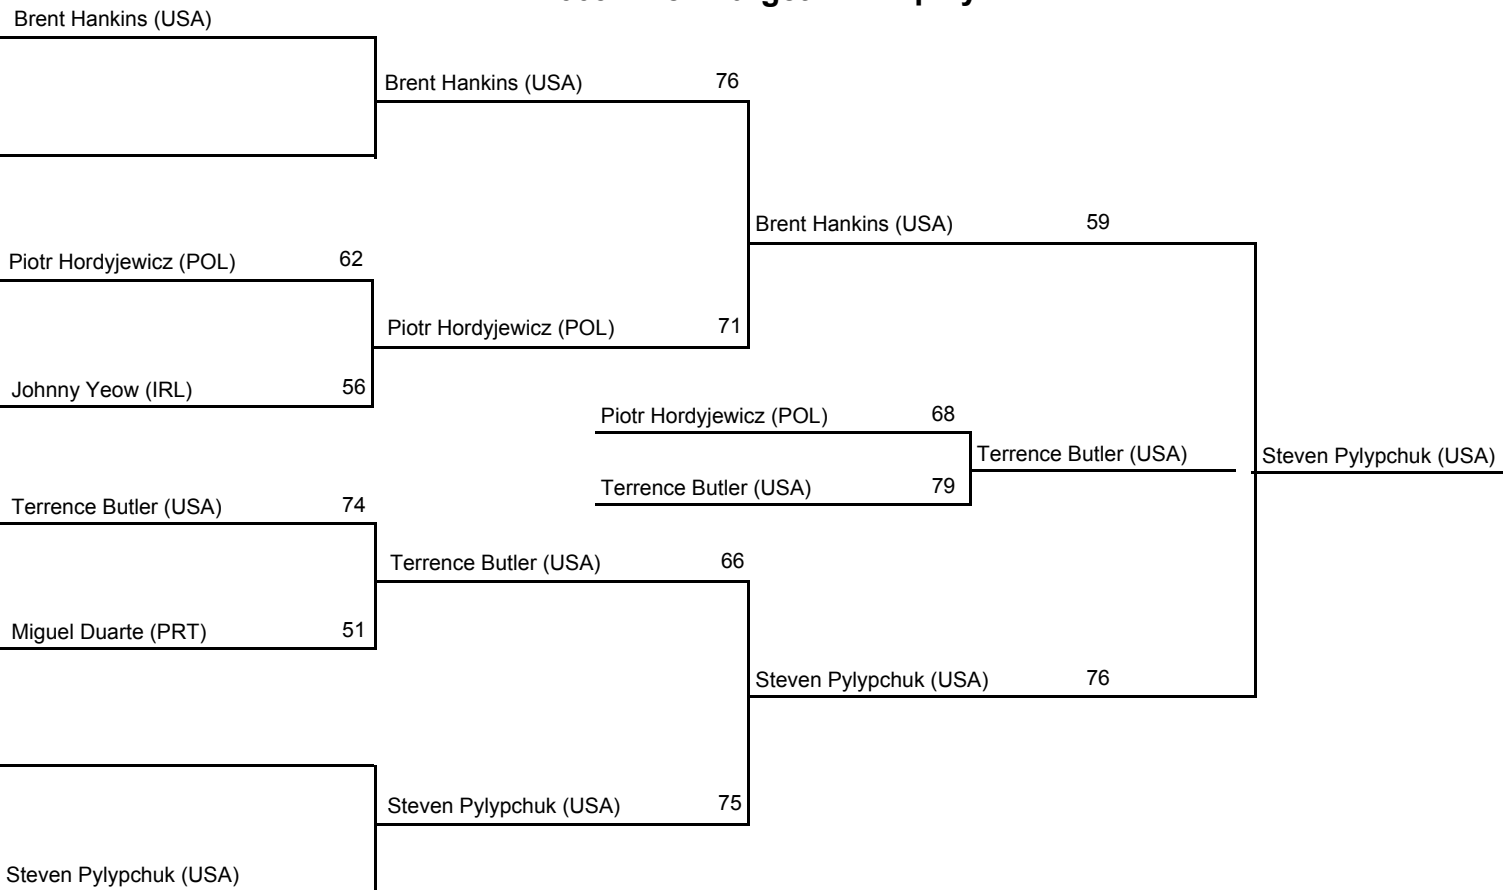 Brent Hankins (USA)
Brent Hankins (USA) 76
Brent Hankins (USA) 59
Piotr Hordyjewicz (POL) 62
Piotr Hordyjewicz (POL) 71
Johnny Yeow (IRL) 56
Piotr Hordyjewicz (POL) 68
Terrence Butler (USA)
Steven Pylypchuk (USA)
Terrence Butler (USA) 79
Terrence Butler (USA) 74
Terrence Butler (USA) 66
Miguel Duarte (PRT) 51
Steven Pylypchuk (USA) 76
Steven Pylypchuk (USA) 75
Steven Pylypchuk (USA)